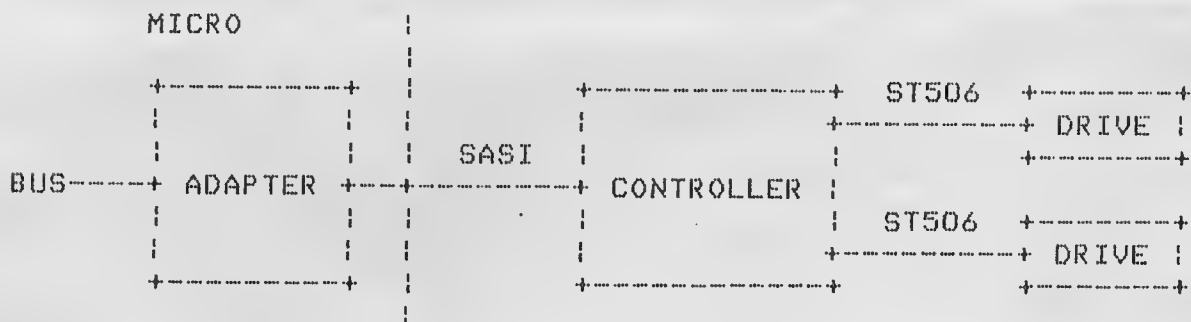 MICRO
ST506
DRIVE
SASI
BUS
ADAPTER
CONTROLLER
ST506
DRIVE